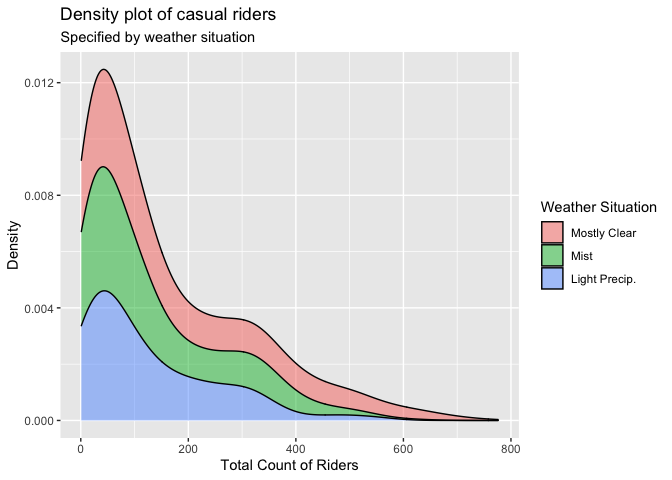 Density plot of casual riders
Specified by weather situation
0.012
0.008
0.004
0.000
Density
0
200
400
600
800
Total Count of Riders
Weather Situation
Mostly Clear
Mist
Light Precip.